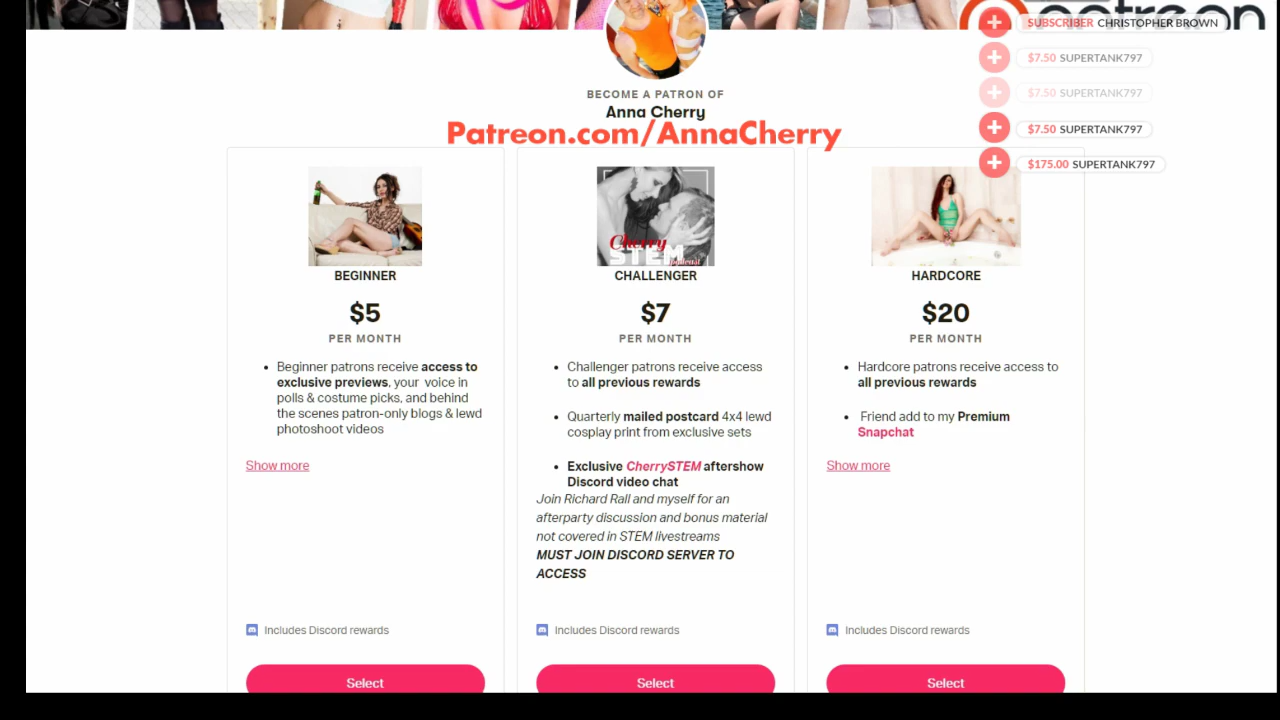 patreon
SUBSCRIBER CHRISTOPHER BROWN
$7.50 SUPERTANK797
$7.50 SUPERTANK797
$7.50 SUPERTANK797
$175.00 SUPERTANK797
BECOME A PATRON OF
Anna Cherry
Patreon.com/AnnaCherry
BEGINNER
$5
PER MONTH
Beginner patrons receive access to
exclusive previews, your voice in
polls & costume picks, and behind
the scenes patron-only blogs & lewd
photoshoot videos
Show more
Includes Discord rewards
Select
Cherry
STEM
podcast
CHALLENGER
$7
PER MONTH
Challenger patrons receive access
to all previous rewards
Quarterly mailed postcard 4x4 lewd
cosplay print from exclusive sets
Exclusive CherrySTEM aftershow
Discord video chat
Join Richard Rall and myself for an
afterparty discussion and bonus material
not covered in STEM livestreams
MUST JOIN DISCORD SERVER TO
ACCESS
Includes Discord rewards
Select
HARDCORE
$20
PER MONTH
Hardcore patrons receive access to
all previous rewards
Friend add to my Premium
Snapchat
Show more
Includes Discord rewards
Select